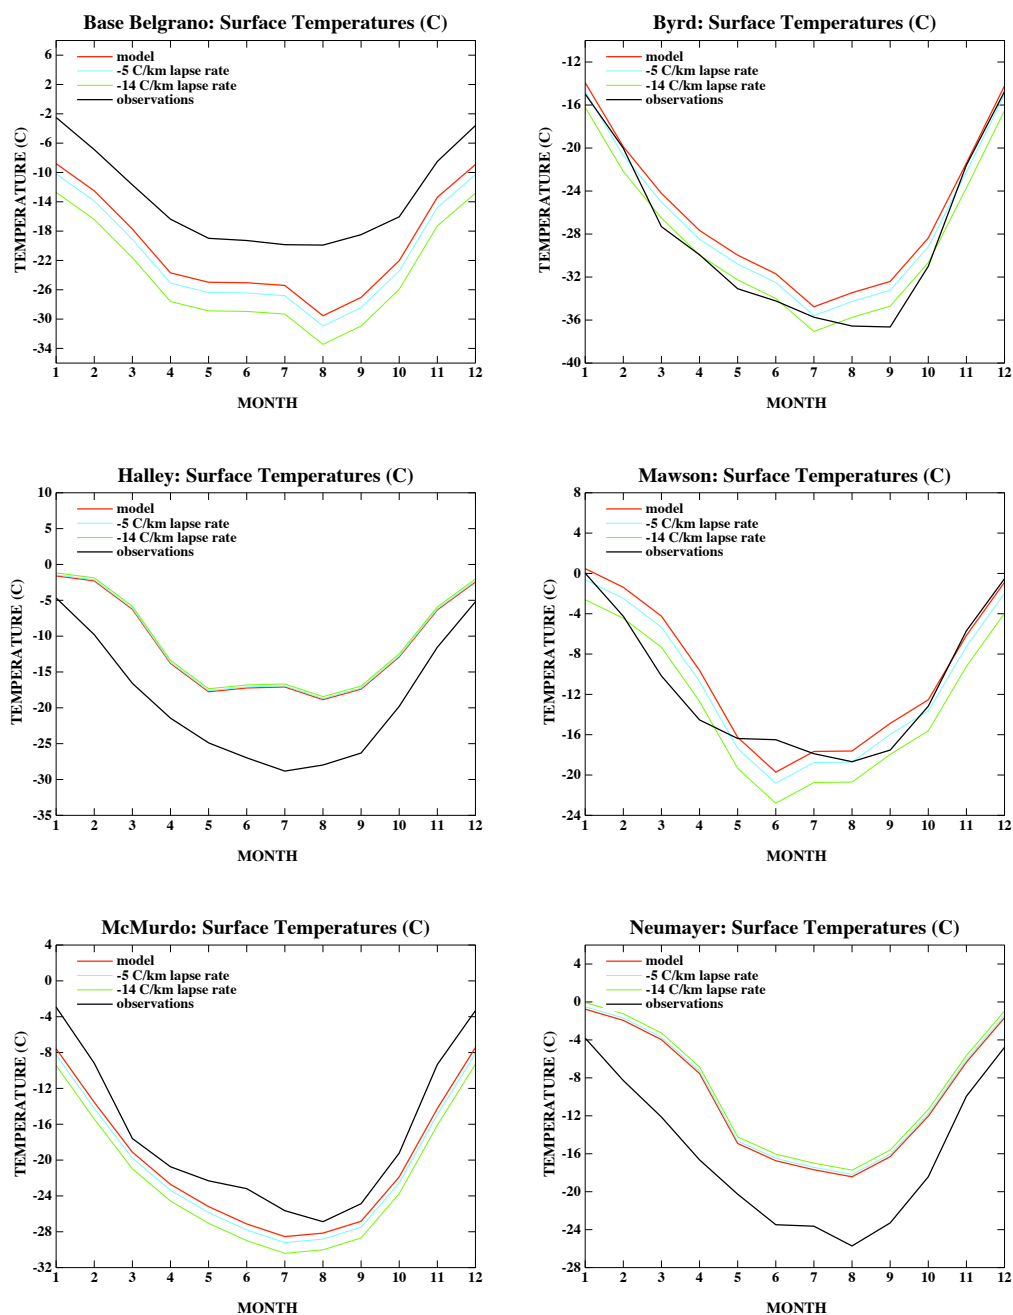 Base Belgrano: Surface Temperatures (C)
model
-5 C/km lapse rate
-14 C/km lapse rate
observations
TEMPERATURE (C)
6
2
-2
-6
-10
-14
-18
-22
-26
-30
-34
1 2 3 4 5 6 7 8 9 10 11 12
MONTH
Byrd: Surface Temperatures (C)
model
-5 C/km lapse rate
-14 C/km lapse rate
observations
TEMPERATURE (C)
-12
-16
-20
-24
-28
-32
-36
-40
1 2 3 4 5 6 7 8 9 10 11 12
MONTH
Halley: Surface Temperatures (C)
model
-5 C/km lapse rate
-14 C/km lapse rate
observations
TEMPERATURE (C)
10
5
0
-5
-10
-15
-20
-25
-30
-35
1 2 3 4 5 6 7 8 9 10 11 12
MONTH
Mawson: Surface Temperatures (C)
model
-5 C/km lapse rate
-14 C/km lapse rate
observations
TEMPERATURE (C)
8
4
0
-4
-8
-12
-16
-20
-24
1 2 3 4 5 6 7 8 9 10 11 12
MONTH
McMurdo: Surface Temperatures (C)
model
-5 C/km lapse rate
-14 C/km lapse rate
observations
TEMPERATURE (C)
4
0
-4
-8
-12
-16
-20
-24
-28
-32
1 2 3 4 5 6 7 8 9 10 11 12
MONTH
Neumayer: Surface Temperatures (C)
model
-5 C/km lapse rate
-14 C/km lapse rate
observations
TEMPERATURE (C)
4
0
-4
-8
-12
-16
-20
-24
-28
1 2 3 4 5 6 7 8 9 10 11 12
MONTH